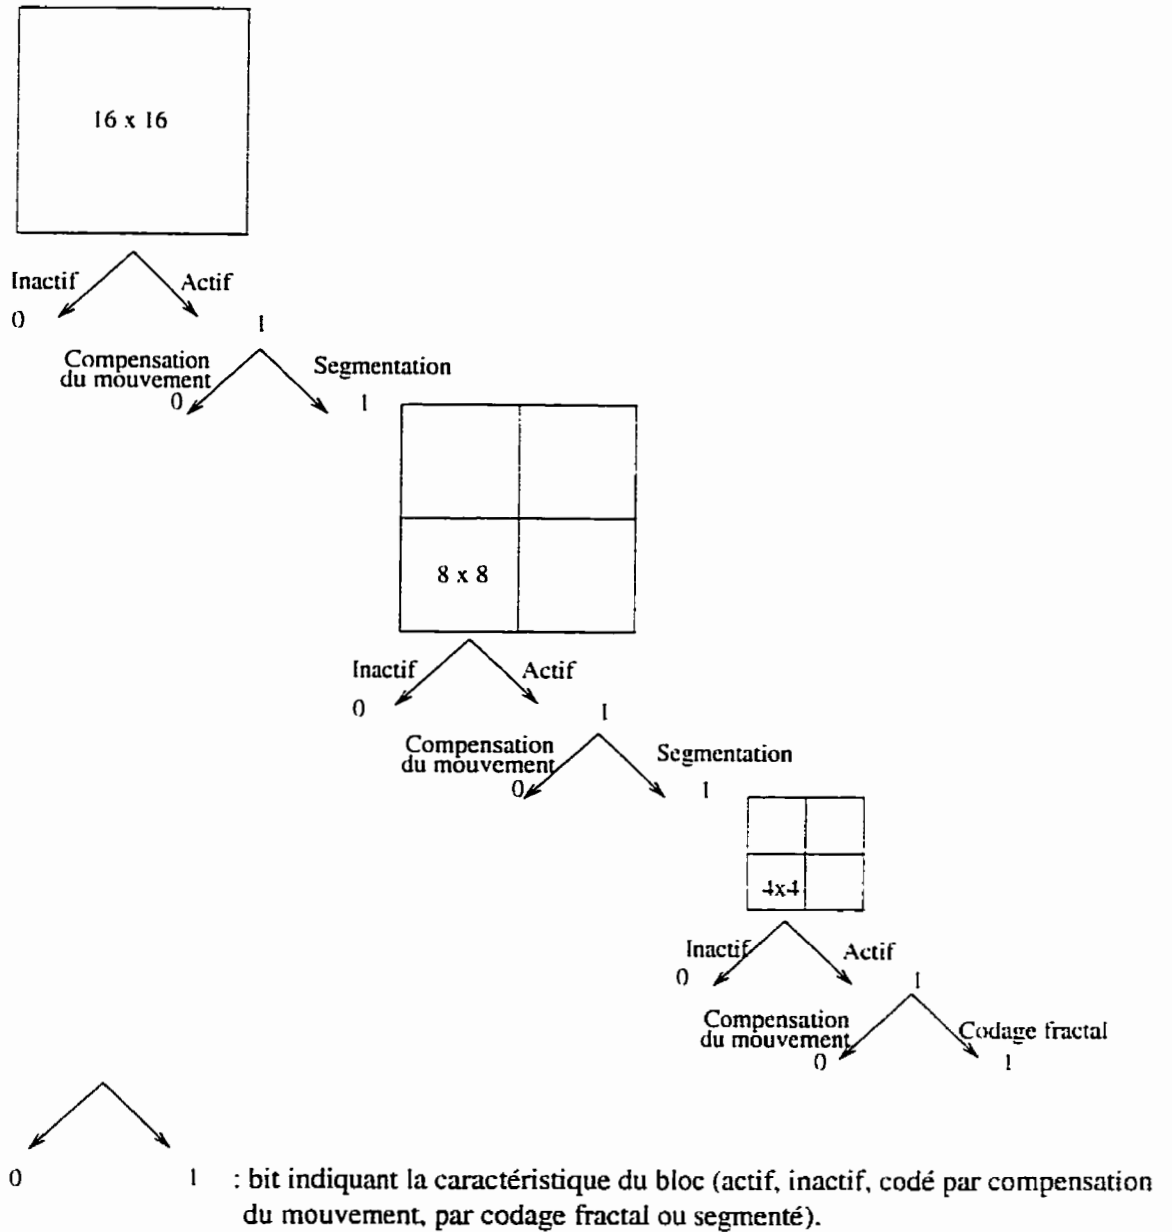 16 x 16
Inactif
Actif
0
1
Compensation
du mouvement
Segmentation
0
1
8 x 8
Inactif
Actif
0
1
Compensation
du mouvement
Segmentation
0
1
4x4
Inactif
Actif
0
1
Compensation
du mouvement
Codage fractal
0
1
0
1 : bit indiquant la caractéristique du bloc (actif, inactif, codé par compensation
du mouvement, par codage fractal ou segmenté).